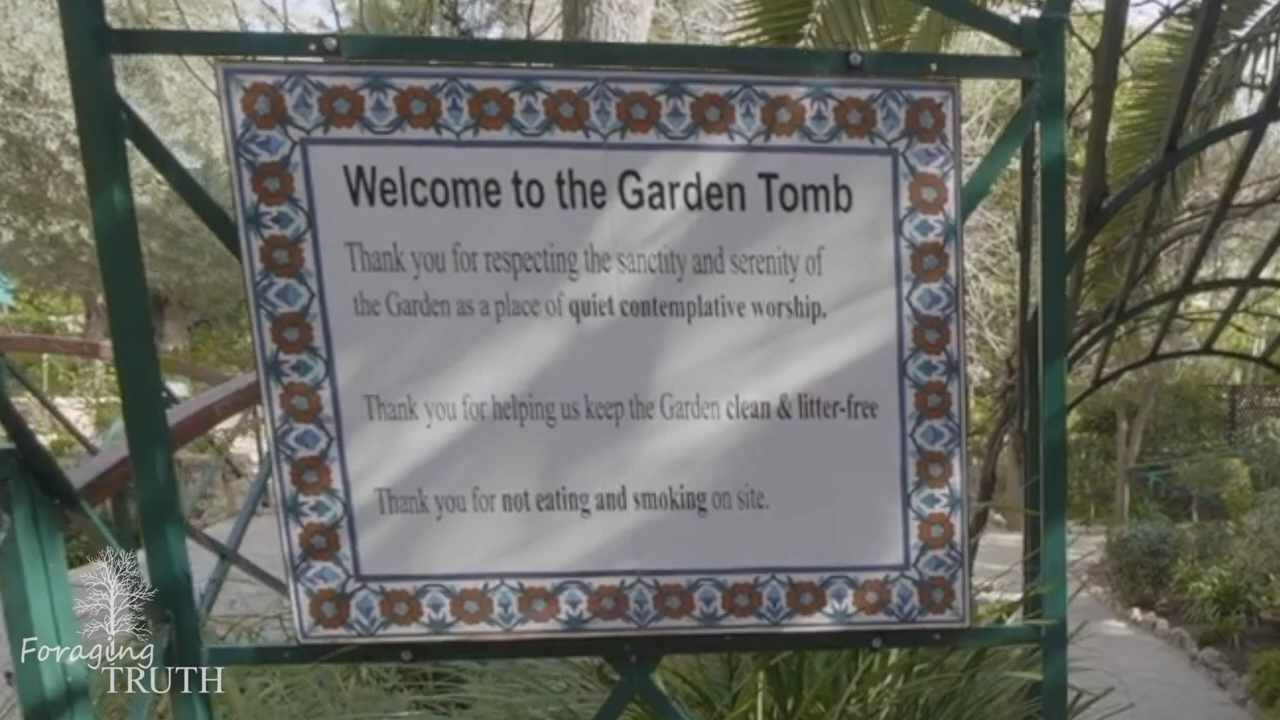 Welcome to the Garden Tomb
Thank you for respecting the sanctity and serenity of
the Garden as a place of quiet contemplative worship.
Thank you for helping us keep the Garden clean & litter-free
Thank you for not eating and smoking on site.
Foraging
TRUTH